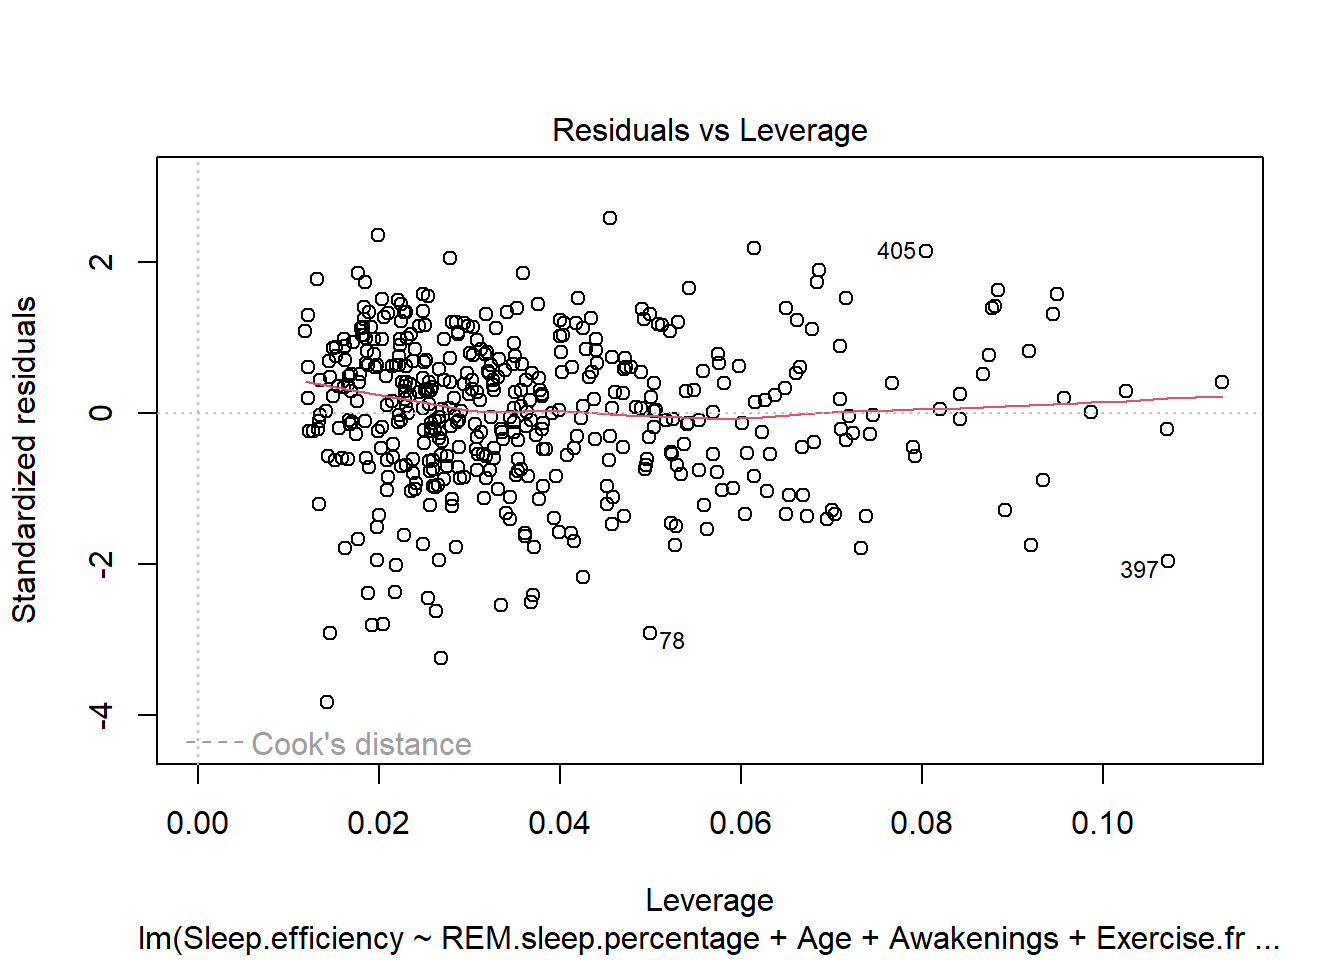 Residuals vs Leverage
Standardized residuals
2
0
-2
-4
405
397
78
Cook's distance
0.00 0.02 0.04 0.06 0.08 0.10
Leverage
lm(Sleep.efficiency ~ REM.sleep.percentage + Age + Awakenings + Exercise.fr ...